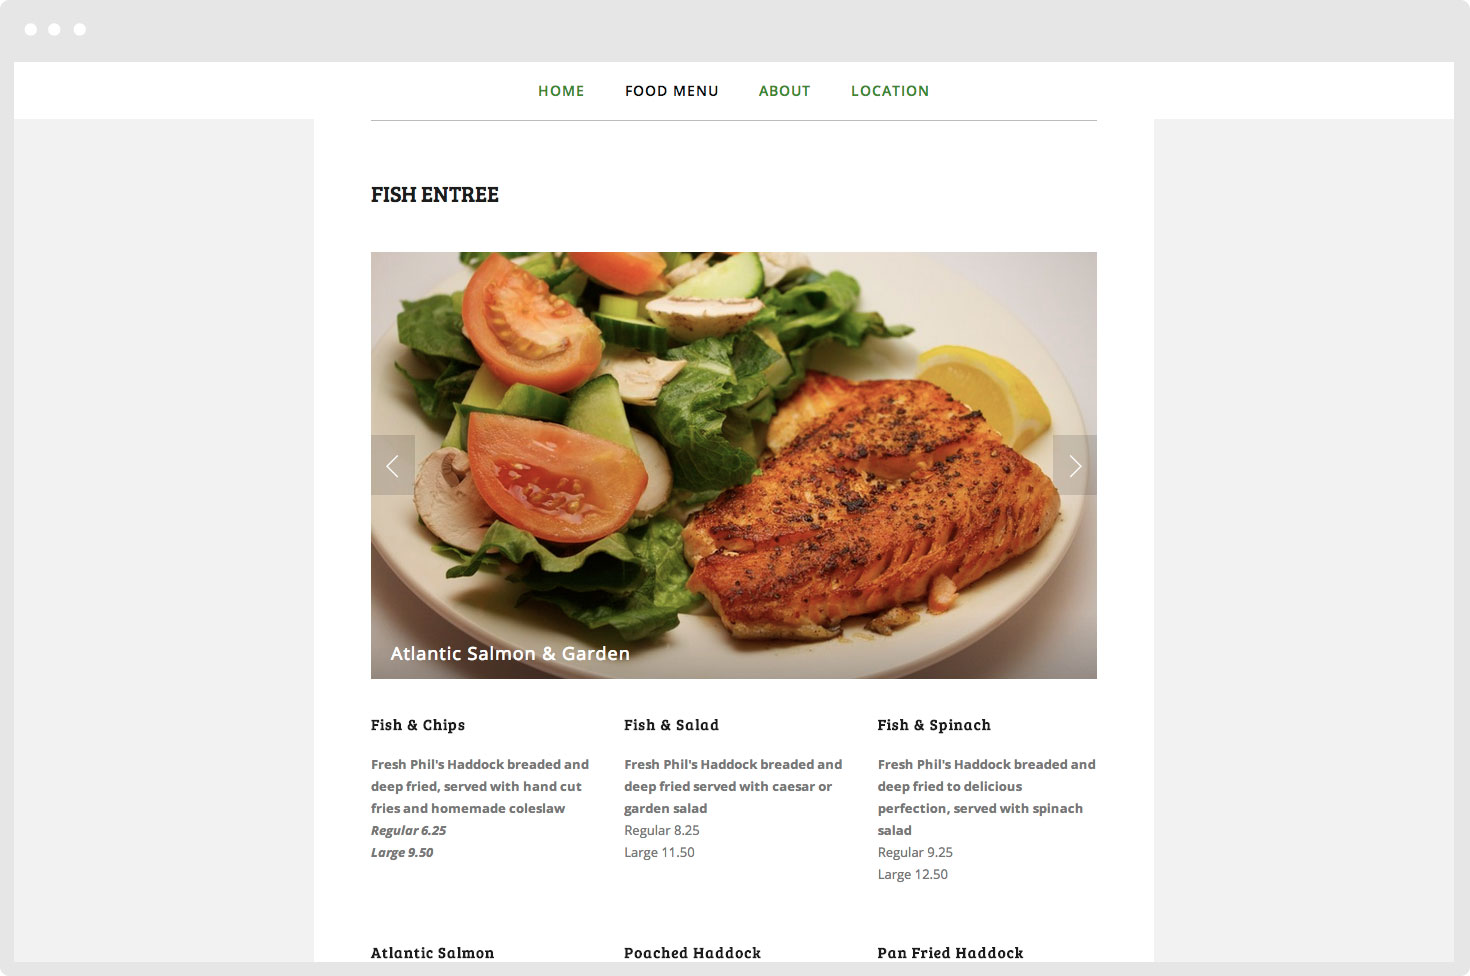 HOME FOOD MENU ABOUT LOCATION
FISH ENTREE
Atlantic Salmon & Garden
Fish & Chips
Fresh Phil's Haddock breaded and
deep fried, served with hand cut
fries and homemade coleslaw
Regular 6.25
Large 9.50
Fish & Salad
Fresh Phil's Haddock breaded and
deep fried served with caesar or
garden salad
Regular 8.25
Large 11.50
Fish & Spinach
Fresh Phil's Haddock breaded and
deep fried to delicious
perfection, served with spinach
salad
Regular 9.25
Large 12.50
Atlantic Salmon
Poached Haddock
Pan Fried Haddock